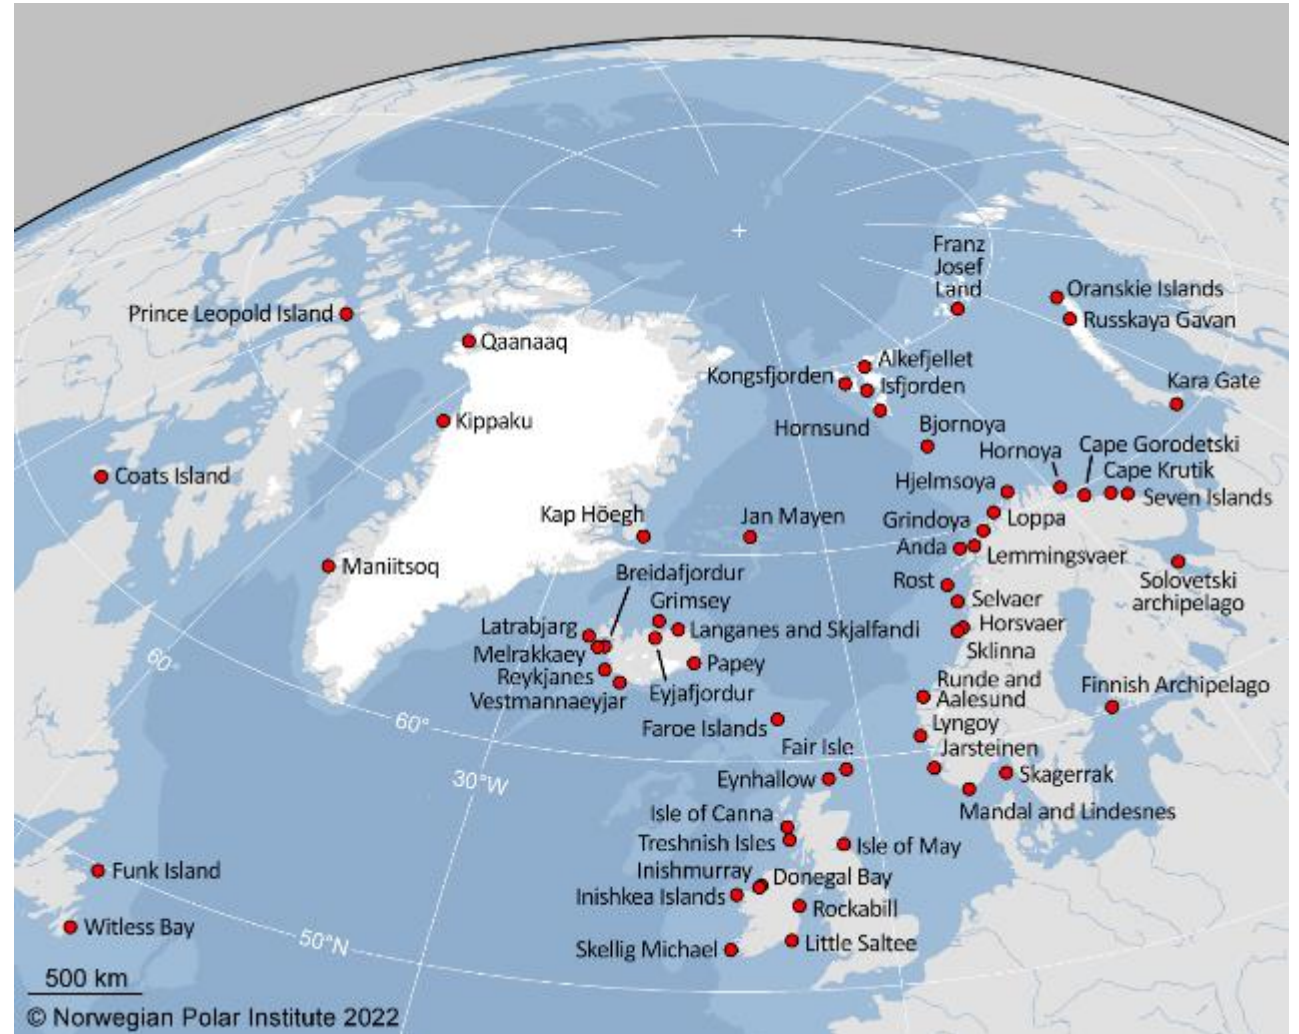 Franz
Josef
Land
Oranskie Islands
Prince Leopold Island
Russkaya Gavan
Qaanaaq
Alkefjellet
Kongsfjorden
Isfjorden
Kara Gate
Kippaku
Hornsund
Bjornoya
Hornoya
Cape Gorodetski
Cape Krutik
Coats Island
Hjelmsoya
Seven Islands
Kap Höegh
Jan Mayen
Grindoya
Loppa
Anda
Lemmingsvaer
Maniitsoq
Breidafjordur
Rost
Solovetski
archipelago
Grimsey
Selvaer
Latrabjarg
Langanes and Skjalfandi
Horsvaer
Melrakkaey
Papey
Sklinna
60°
Reykjanes
Runde and
Aalesund
Finnish Archipelago
Vestmannaeyjar
Eyjafjordur
60°
Faroe Islands
Lyngoy
Fair Isle
Jarsteinen
30°W
Eynhallow
Skagerrak
Isle of Canna
Mandal and Lindesnes
Treshnish Isles
Isle of May
Funk Island
Inishmurray
Donegal Bay
Inishkea Islands
Rockabill
Witless Bay
50°N
Skellig Michael
Little Saltee
500 km
© Norwegian Polar Institute 2022